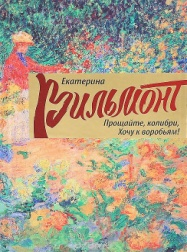 Екатерина
Вильмонт
Прощайте, колибри,
Хочу к воробьям!